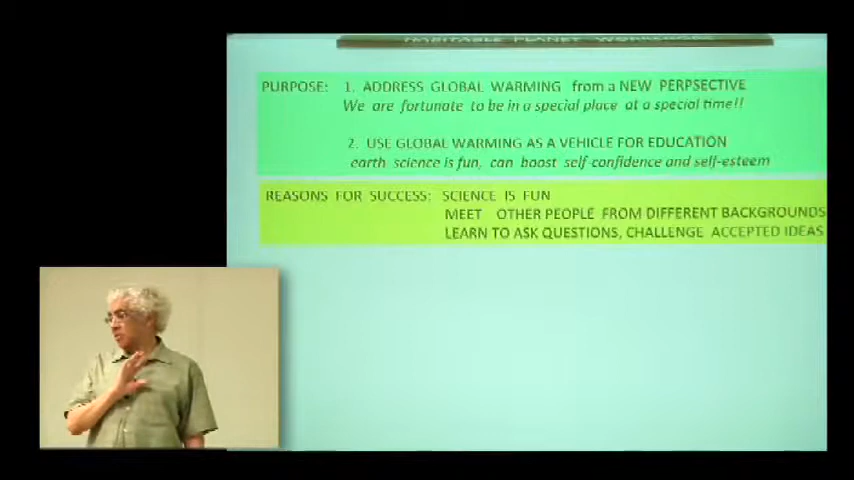 HABITABLE PLANET WORKSHOPS
PURPOSE: 1. ADDRESS GLOBAL WARMING from a NEW PERPSECTIVE
We are fortunate to be in a special place at a special time!!
2. USE GLOBAL WARMING AS A VEHICLE FOR EDUCATION
earth science is fun, can boost self-confidence and self-esteem
REASONS FOR SUCCESS: SCIENCE IS FUN
MEET OTHER PEOPLE FROM DIFFERENT BACKGROUNDS
LEARN TO ASK QUESTIONS, CHALLENGE ACCEPTED IDEAS